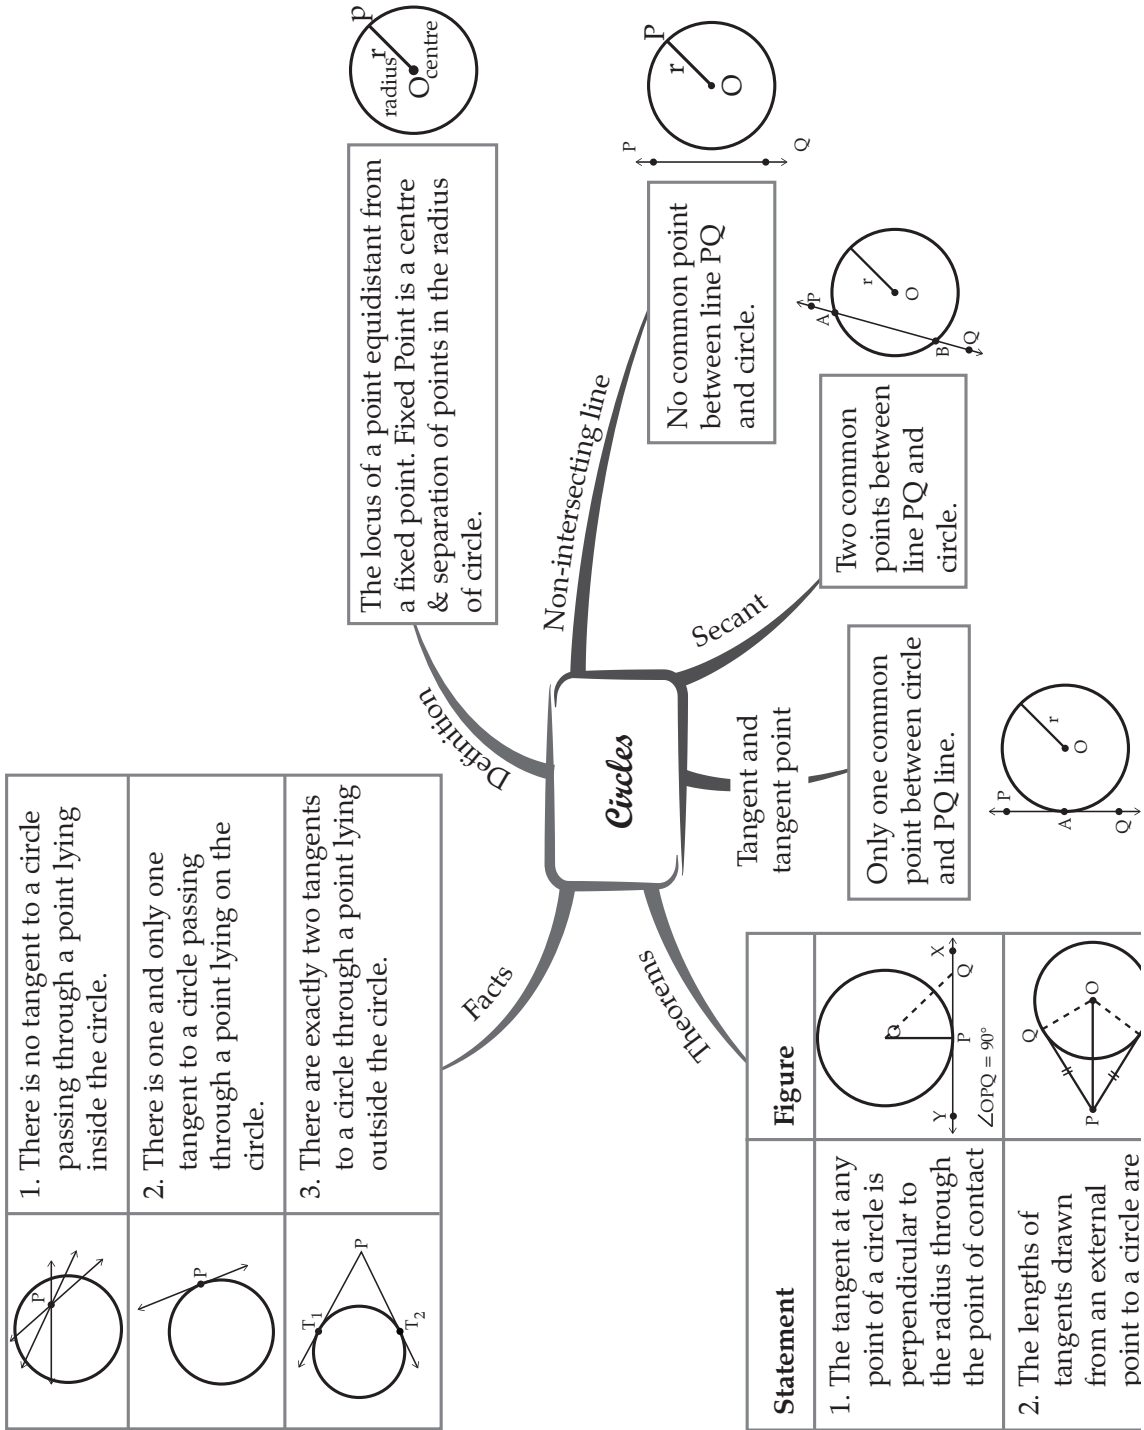 Circles
Definition
The locus of a point equidistant from
a fixed point. Fixed Point is a centre
& separation of points in the radius
of circle.
p
r
radius
O
centre
Non-intersecting line
No common point
between line PQ
and circle.
P
Q
P
r
O
Secant
Two common
points between
line PQ and
circle.
P
A
r
O
B
Q
Tangent and
tangent point
Only one common
point between circle
and PQ line.
P
A
Q
r
O
Facts
P
1. There is no tangent to a circle
passing through a point lying
inside the circle.
P
2. There is one and only one
tangent to a circle passing
through a point lying on the
circle.
T1
P
T2
3. There are exactly two tangents
to a circle through a point lying
outside the circle.
Theorems
Statement
Figure
1. The tangent at any
point of a circle is
perpendicular to
the radius through
the point of contact
O
Y
P
Q
X
∠OPQ = 90°
2. The lengths of
tangents drawn
from an external
point to a circle are
Q
P
O